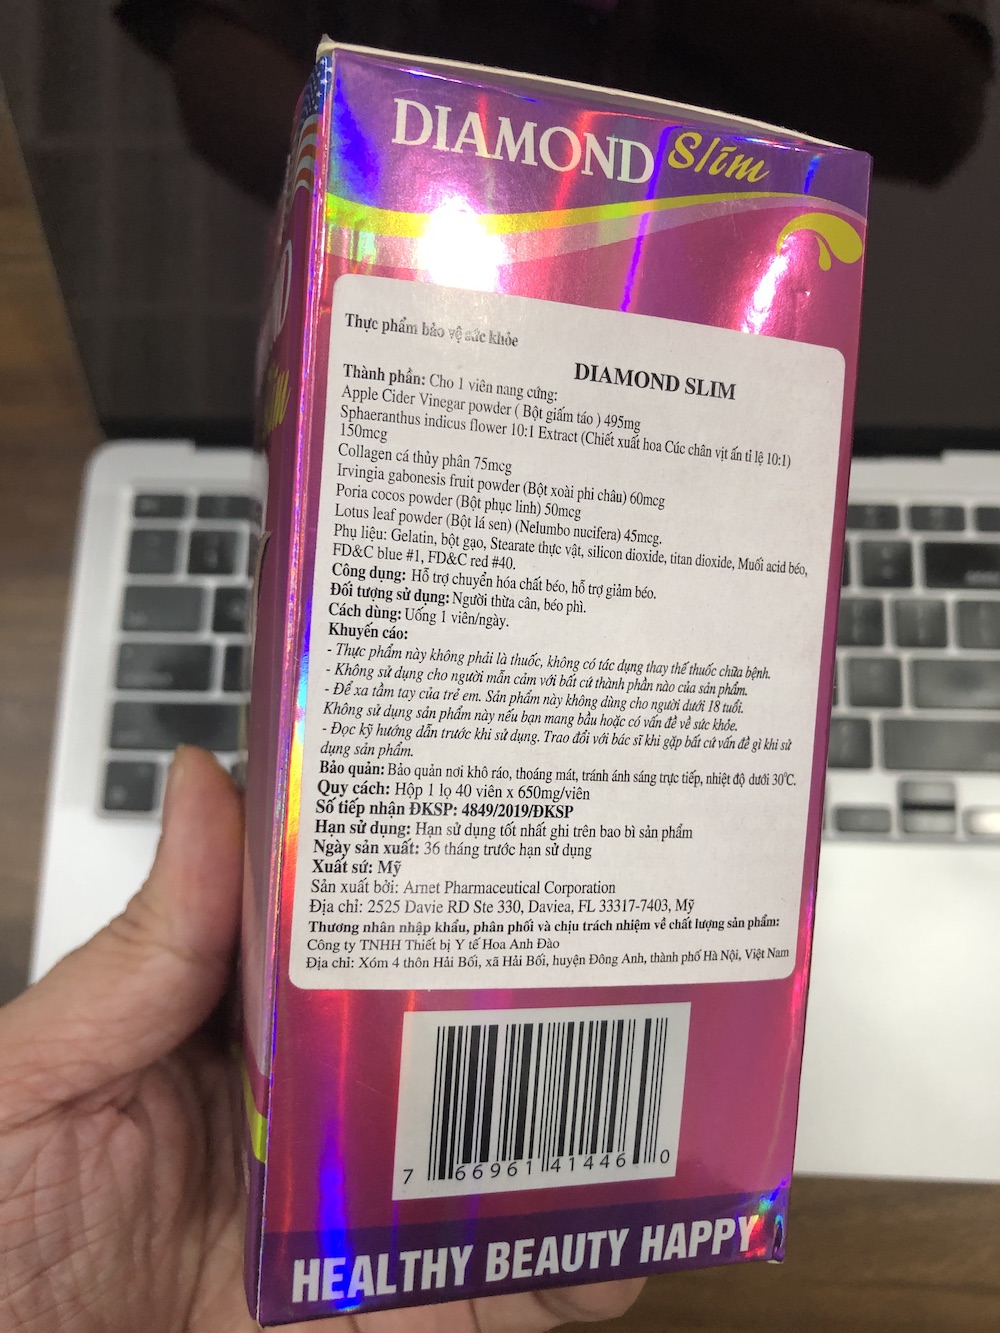 DIAMOND Slim
Thực phẩm bảo vệ sức khỏe
DIAMOND SLIM
Thành phần: Cho 1 viên nang cứng:
Apple Cider Vinegar powder ( Bột giấm táo ) 495mg
Sphaeranthus indicus flower 10:1 Extract (Chiết xuất hoa Cúc chân vịt ấn tỉ lệ 10:1)
150mcg
Collagen cá thủy phân 75mcg
Irvingia gabonesis fruit powder (Bột xoài phi châu) 60mcg
Poria cocos powder (Bột phục linh) 50mcg
Lotus leaf powder (Bột lá sen) (Nelumbo nucifera) 45mcg.
Phụ liệu: Gelatin, bột gạo, Stearate thực vật, silicon dioxide, titan dioxide, Muối acid béo,
FD&C blue #1, FD&C red #40.
Công dụng: Hỗ trợ chuyển hóa chất béo, hỗ trợ giảm béo.
Đối tượng sử dụng: Người thừa cân, béo phì.
Cách dùng: Uống 1 viên/ngày.
Khuyến cáo:
- Thực phẩm này không phải là thuốc, không có tác dụng thay thế thuốc chữa bệnh.
- Không sử dụng cho người mẫn cảm với bất cứ thành phần nào của sản phẩm.
- Để xa tầm tay của trẻ em. Sản phẩm này không dùng cho người dưới 18 tuổi.
Không sử dụng sản phẩm này nếu bạn mang bầu hoặc có vấn đề về sức khỏe.
- Đọc kỹ hướng dẫn trước khi sử dụng. Trao đổi với bác sĩ khi gặp bất cứ vấn đề gì khi sử
dụng sản phẩm.
Bảo quản: Bảo quản nơi khô ráo, thoáng mát, tránh ánh sáng trực tiếp, nhiệt độ dưới 30°C.
Quy cách: Hộp 1 lọ 40 viên x 650mg/viên
Số tiếp nhận ĐKSP: 4849/2019/ĐKSP
Hạn sử dụng: Hạn sử dụng tốt nhất ghi trên bao bì sản phẩm
Ngày sản xuất: 36 tháng trước hạn sử dụng
Xuất sứ: Mỹ
Sản xuất bởi: Arnet Pharmaceutical Corporation
Địa chỉ: 2525 Davie RD Ste 330, Daviea, FL 33317-7403, Mỹ
Thương nhân nhập khẩu, phân phối và chịu trách nhiệm về chất lượng sản phẩm:
Công ty TNHH Thiết bị Y tế Hoa Anh Đào
Địa chỉ: Xóm 4 thôn Hải Bối, xã Hải Bối, huyện Đông Anh, thành phố Hà Nội, Việt Nam
7 66961 41446 0
HEALTHY BEAUTY HAPPY